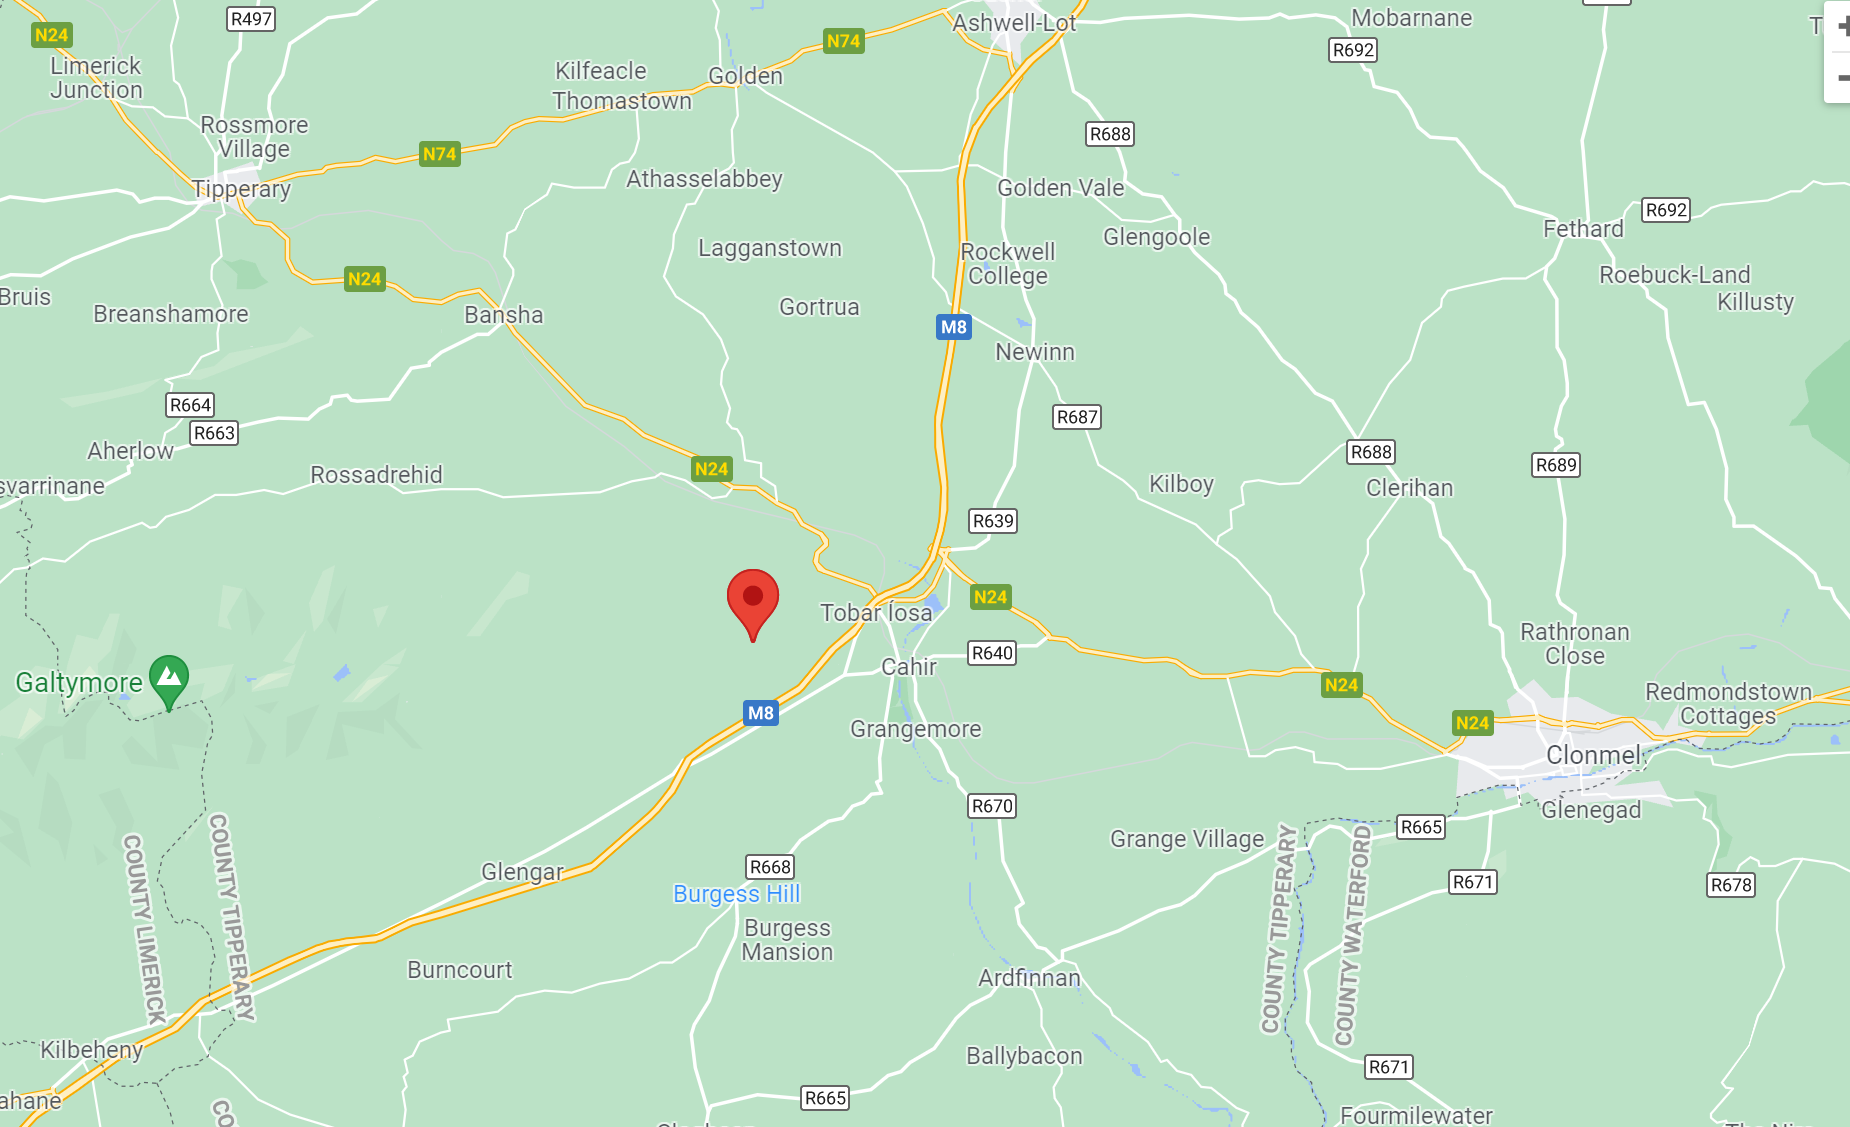 R497
N24
Ashwell-Lot
Mobarnane
N74
R692
Limerick
Junction
Kilfeacle
Golden
Thomastown
Rossmore
Village
R688
N74
Tipperary
Athasselabbey
Golden Vale
R692
Fethard
Glengoole
Lagganstown
Rockwell
College
N24
Roebuck-Land
Bruis
Killusty
Breanshamore
Bansha
Gortrua
M8
Newinn
R664
R687
R663
Aherlow
R688
N24
R689
Rossadrehid
svarrinane
Kilboy
Clerihan
R639
N24
Tobar Íosa
Rathronan
Close
R640
Cahir
Galtymore
N24
Redmondstown
Cottages
M8
N24
Grangemore
Clonmel
R670
Glenegad
R665
Grange Village
COUNTY LIMERICK
COUNTY TIPPERARY
COUNTY TIPPERARY
COUNTY WATERFORD
Glengar
R668
R671
R678
Burgess Hill
Burgess
Mansion
Burncourt
Ardfinnan
Kilbeheny
Ballybacon
R671
ahane
R665
CO
Fourmilewater